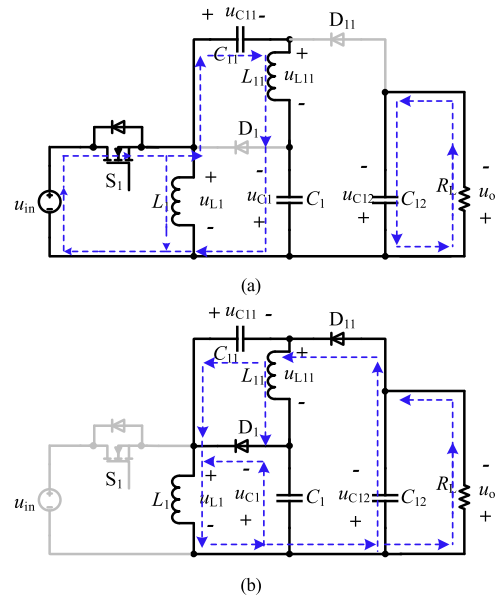 + uC11 -
C11
D11
+
L11
uL11
-
D1
S1
+
L
uL1
-
uin
-
uC1
+
C1
-
uC12
+
C12
RL
-
uo
+
(a)
+ uC11 -
C11
D11
+
L11
uL11
-
D1
S1
+
L1
uL1
-
uin
-
uC1
+
C1
-
uC12
+
C12
RL
-
uo
+
(b)